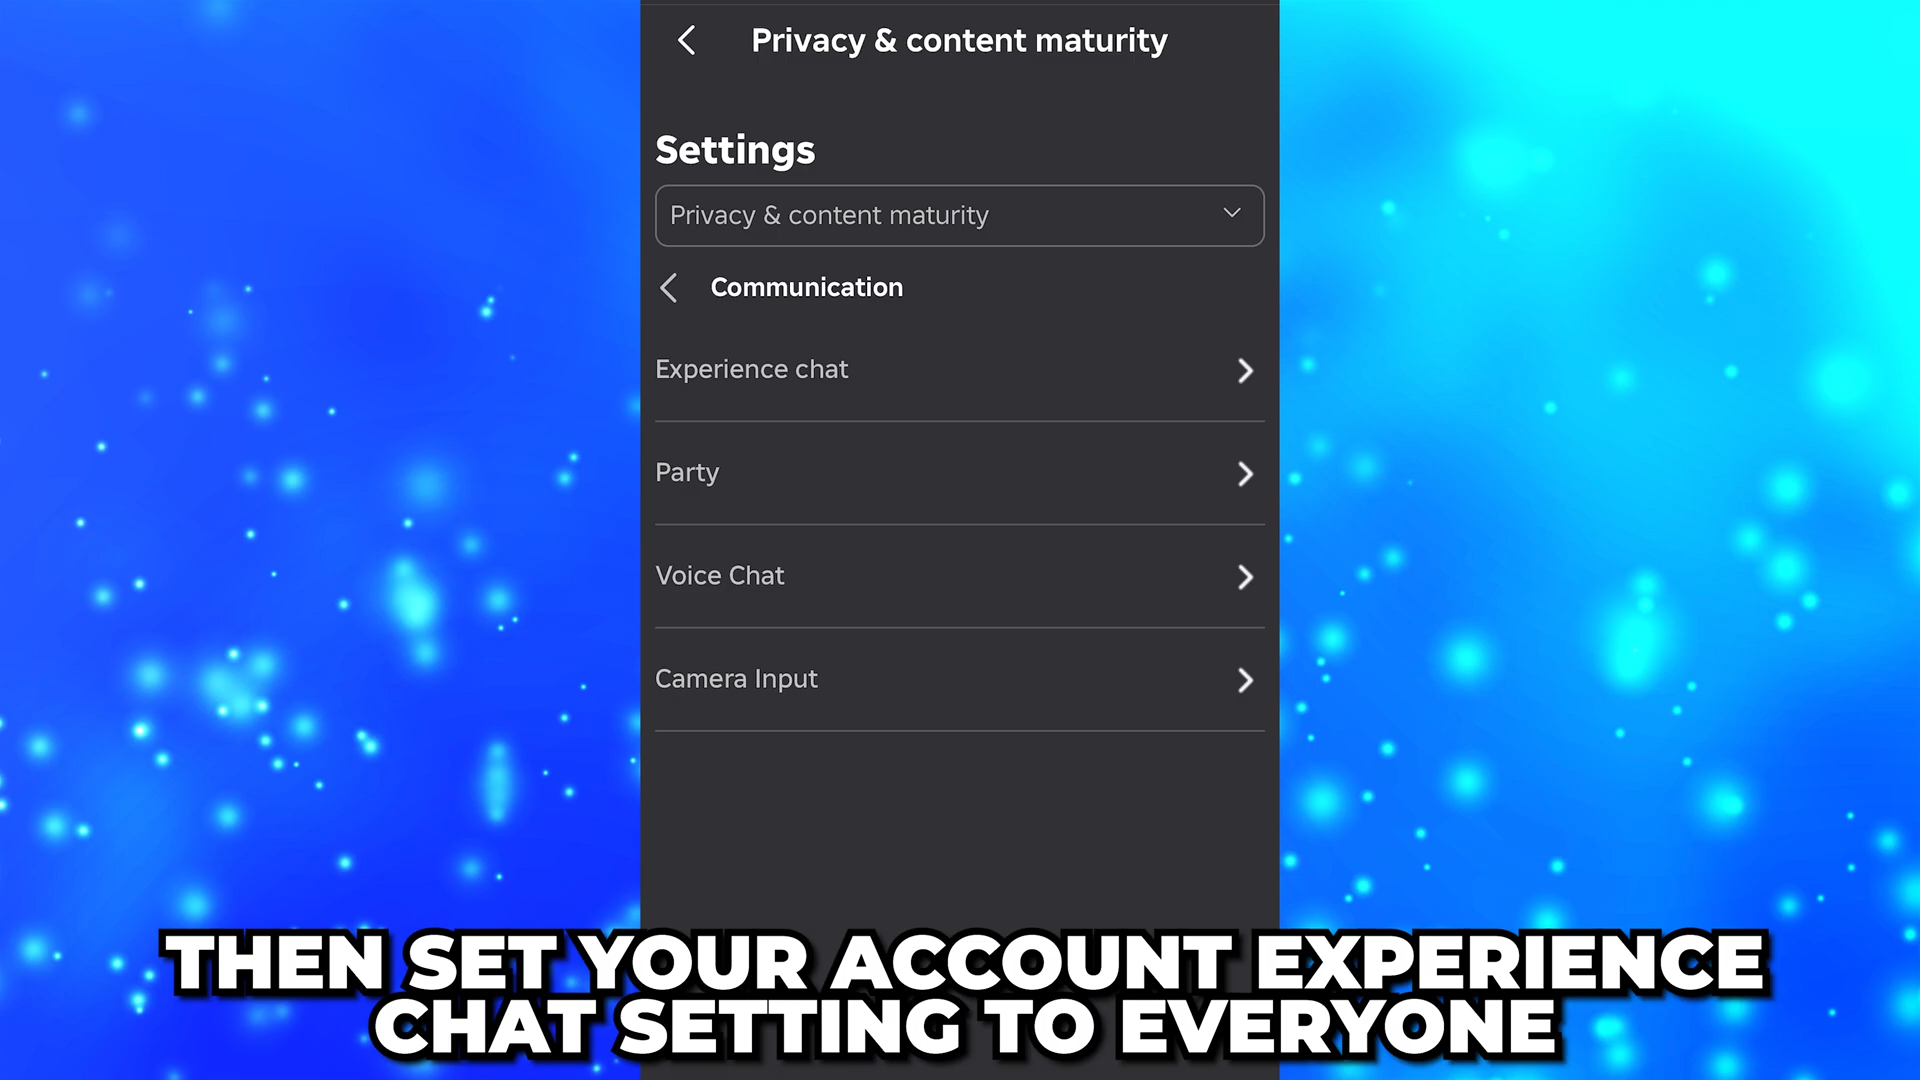 Privacy & content maturity
Settings
Privacy & content maturity
Communication
Experience chat
Party
Voice Chat
Camera Input
THEN SET YOUR ACCOUNT EXPERIENCE
CHAT SETTING TO EVERYONE